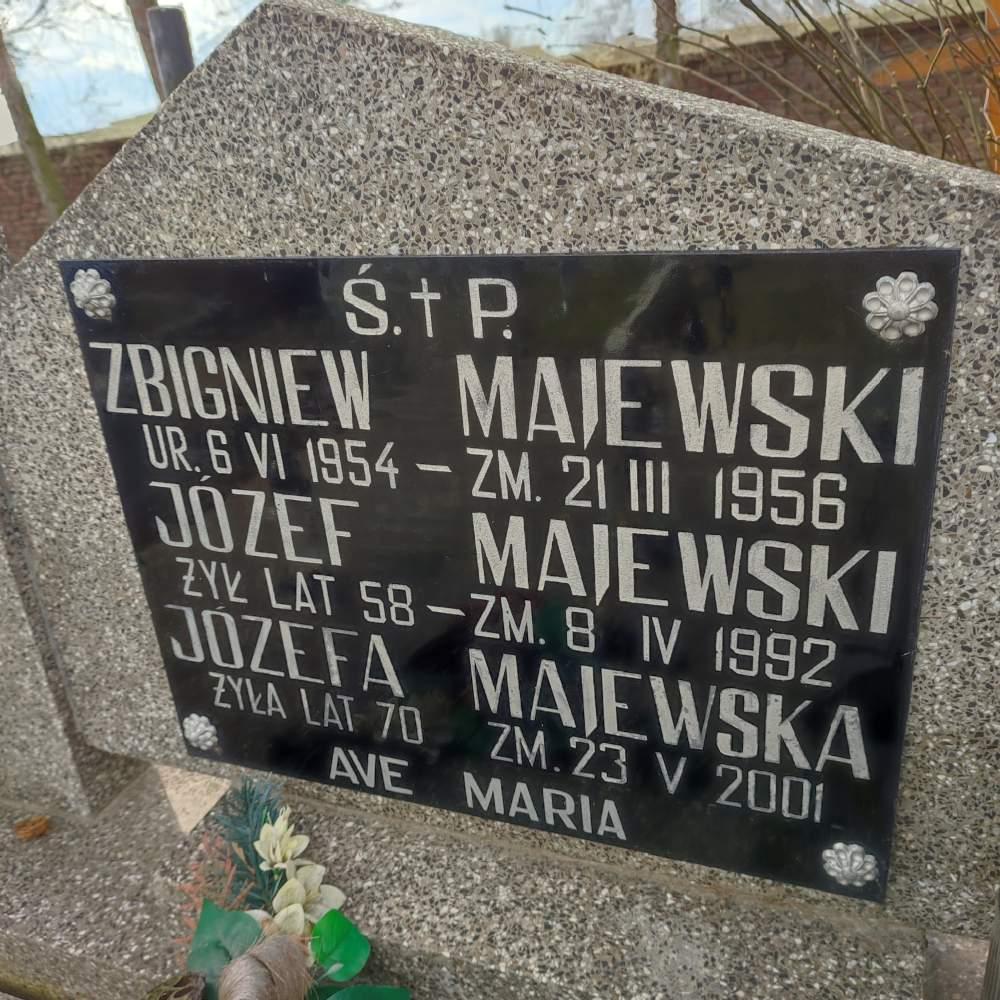 Ś.†P.
ZBIGNIEW MAJEWSKI
UR. 6 VI 1954 – ZM. 21 III 1956
JÓZEF MAJEWSKI
ŻYŁ LAT 58 – ZM. 8 IV 1992
JÓZEFA MAJEWSKA
ŻYŁA LAT 70 ZM. 23 V 2001
AVE MARIA